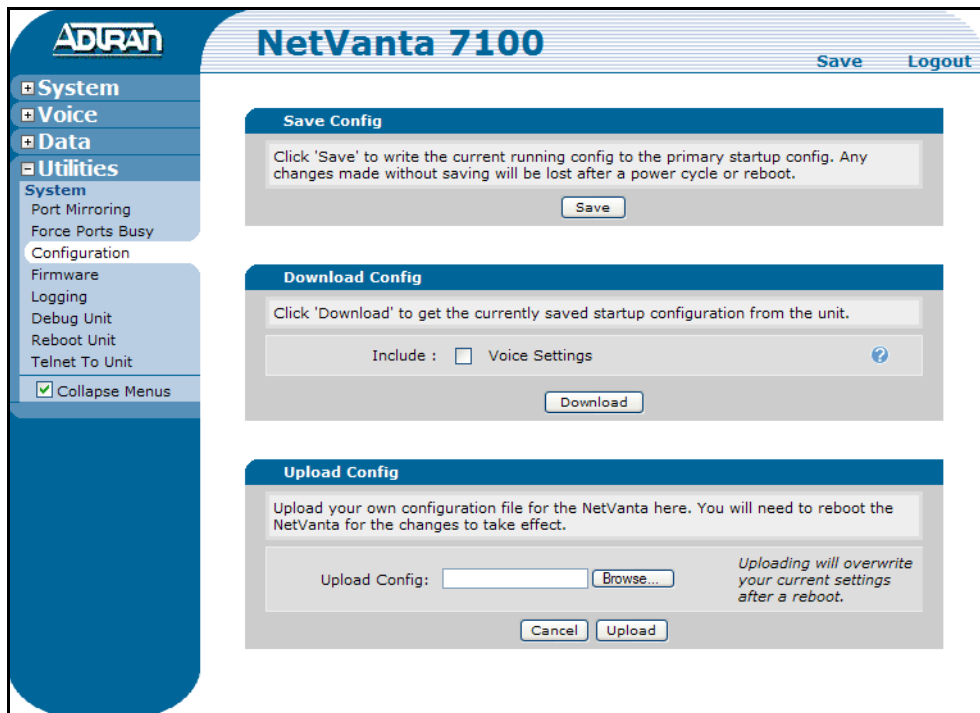 ADTRAN
NetVanta 7100
Save Logout
System
Voice
Data
Utilities
System
Port Mirroring
Force Ports Busy
Configuration
Firmware
Logging
Debug Unit
Reboot Unit
Telnet To Unit
Collapse Menus
Save Config
Click 'Save' to write the current running config to the primary startup config. Any
changes made without saving will be lost after a power cycle or reboot.
Save
Download Config
Click 'Download' to get the currently saved startup configuration from the unit.
Include : Voice Settings ?
Download
Upload Config
Upload your own configuration file for the NetVanta here. You will need to reboot the
NetVanta for the changes to take effect.
Upload Config: Browse...
Uploading will overwrite
your current settings
after a reboot.
Cancel Upload